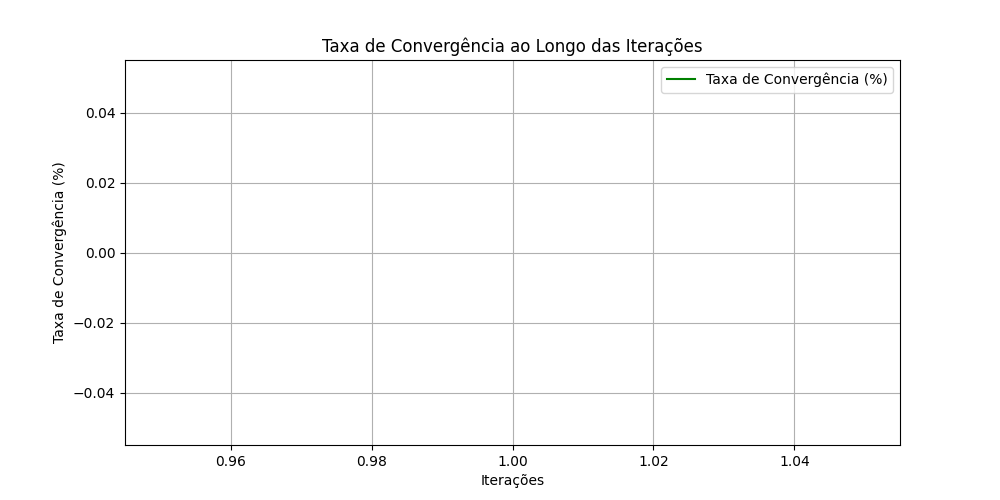 Taxa de Convergência ao Longo das Iterações
Taxa de Convergência (%)
Taxa de Convergência (%)
0.04
0.02
0.00
−0.02
−0.04
0.96
0.98
1.00
1.02
1.04
Iterações